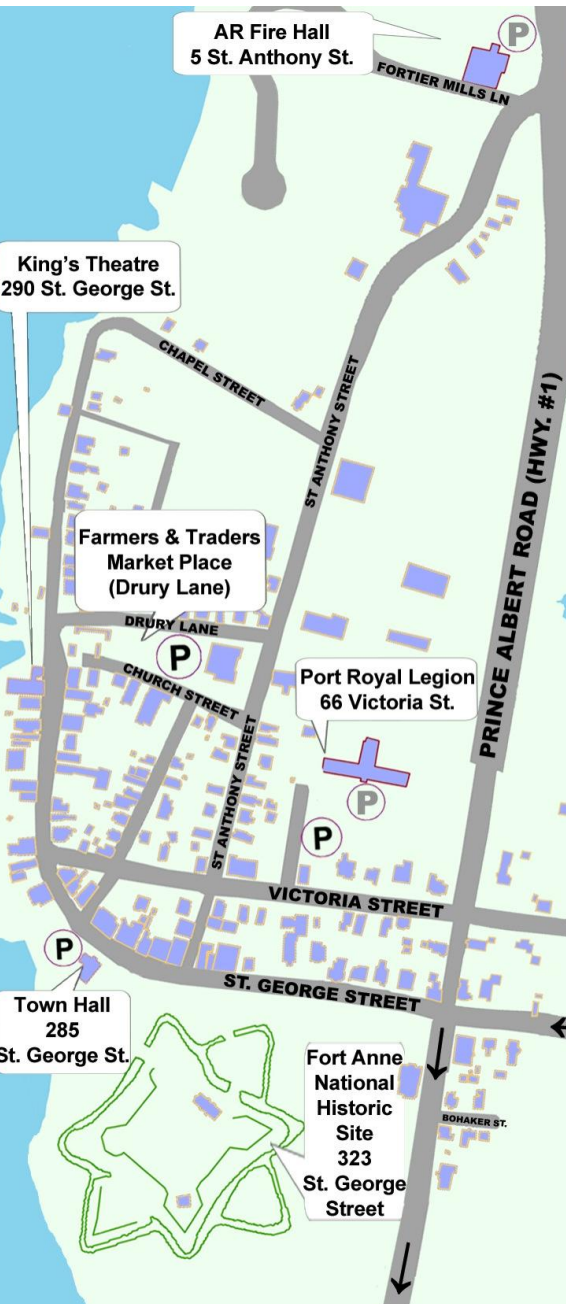 AR Fire Hall
5 St. Anthony St.
P
FORTIER MILLS LN
King's Theatre
290 St. George St.
CHAPEL STREET
ST ANTHONY STREET
PRINCE ALBERT ROAD (HWY. #1)
Farmers & Traders
Market Place
(Drury Lane)
DRURY LANE
P
CHURCH STREET
Port Royal Legion
66 Victoria St.
ST ANTHONY STREET
P
P
VICTORIA STREET
P
ST. GEORGE STREET
Town Hall
285
St. George St.
Fort Anne
National
Historic
Site
323
St. George
Street
BOHAKER ST.